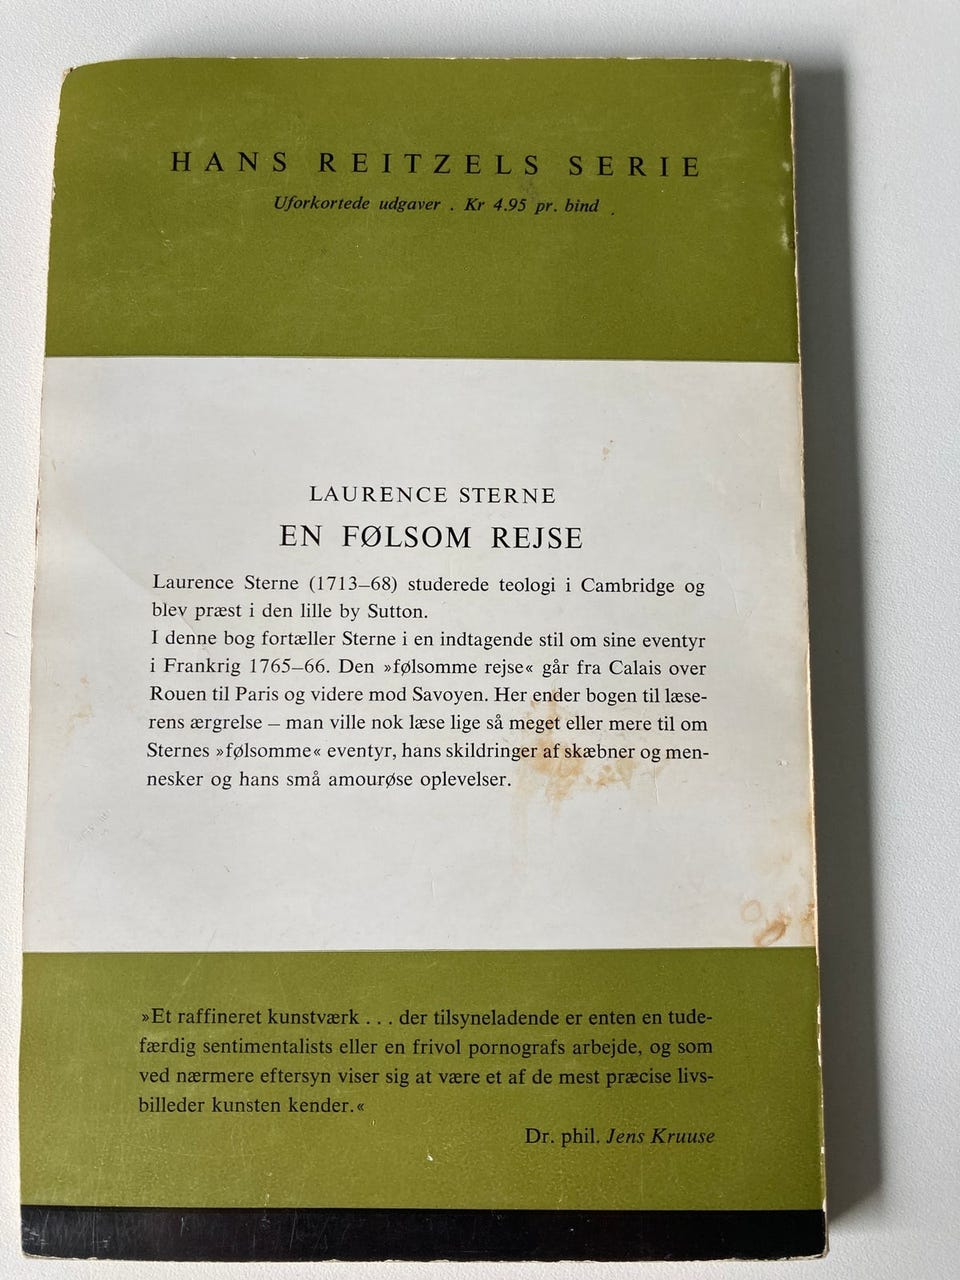 HANS REITZELS SERIE
Uforkortede udgaver . Kr 4.95 pr. bind
LAURENCE STERNE
EN FØLSOM REJSE
Laurence Sterne (1713–68) studerede teologi i Cambridge og
blev præst i den lille by Sutton.
I denne bog fortæller Sterne i en indtagende stil om sine eventyr
i Frankrig 1765–66. Den »følsomme rejse« går fra Calais over
Rouen til Paris og videre mod Savoyen. Her ender bogen til læse-
rens ærgrelse – man ville nok læse lige så meget eller mere til om
Sternes »følsomme« eventyr, hans skildringer af skæbner og men-
nesker og hans små amourøse oplevelser.
»Et raffineret kunstværk . . . der tilsyneladende er enten en tude-
færdig sentimentalists eller en frivol pornografs arbejde, og som
ved nærmere eftersyn viser sig at være et af de mest præcise livs-
billeder kunsten kender.«
Dr. phil. Jens Kruuse